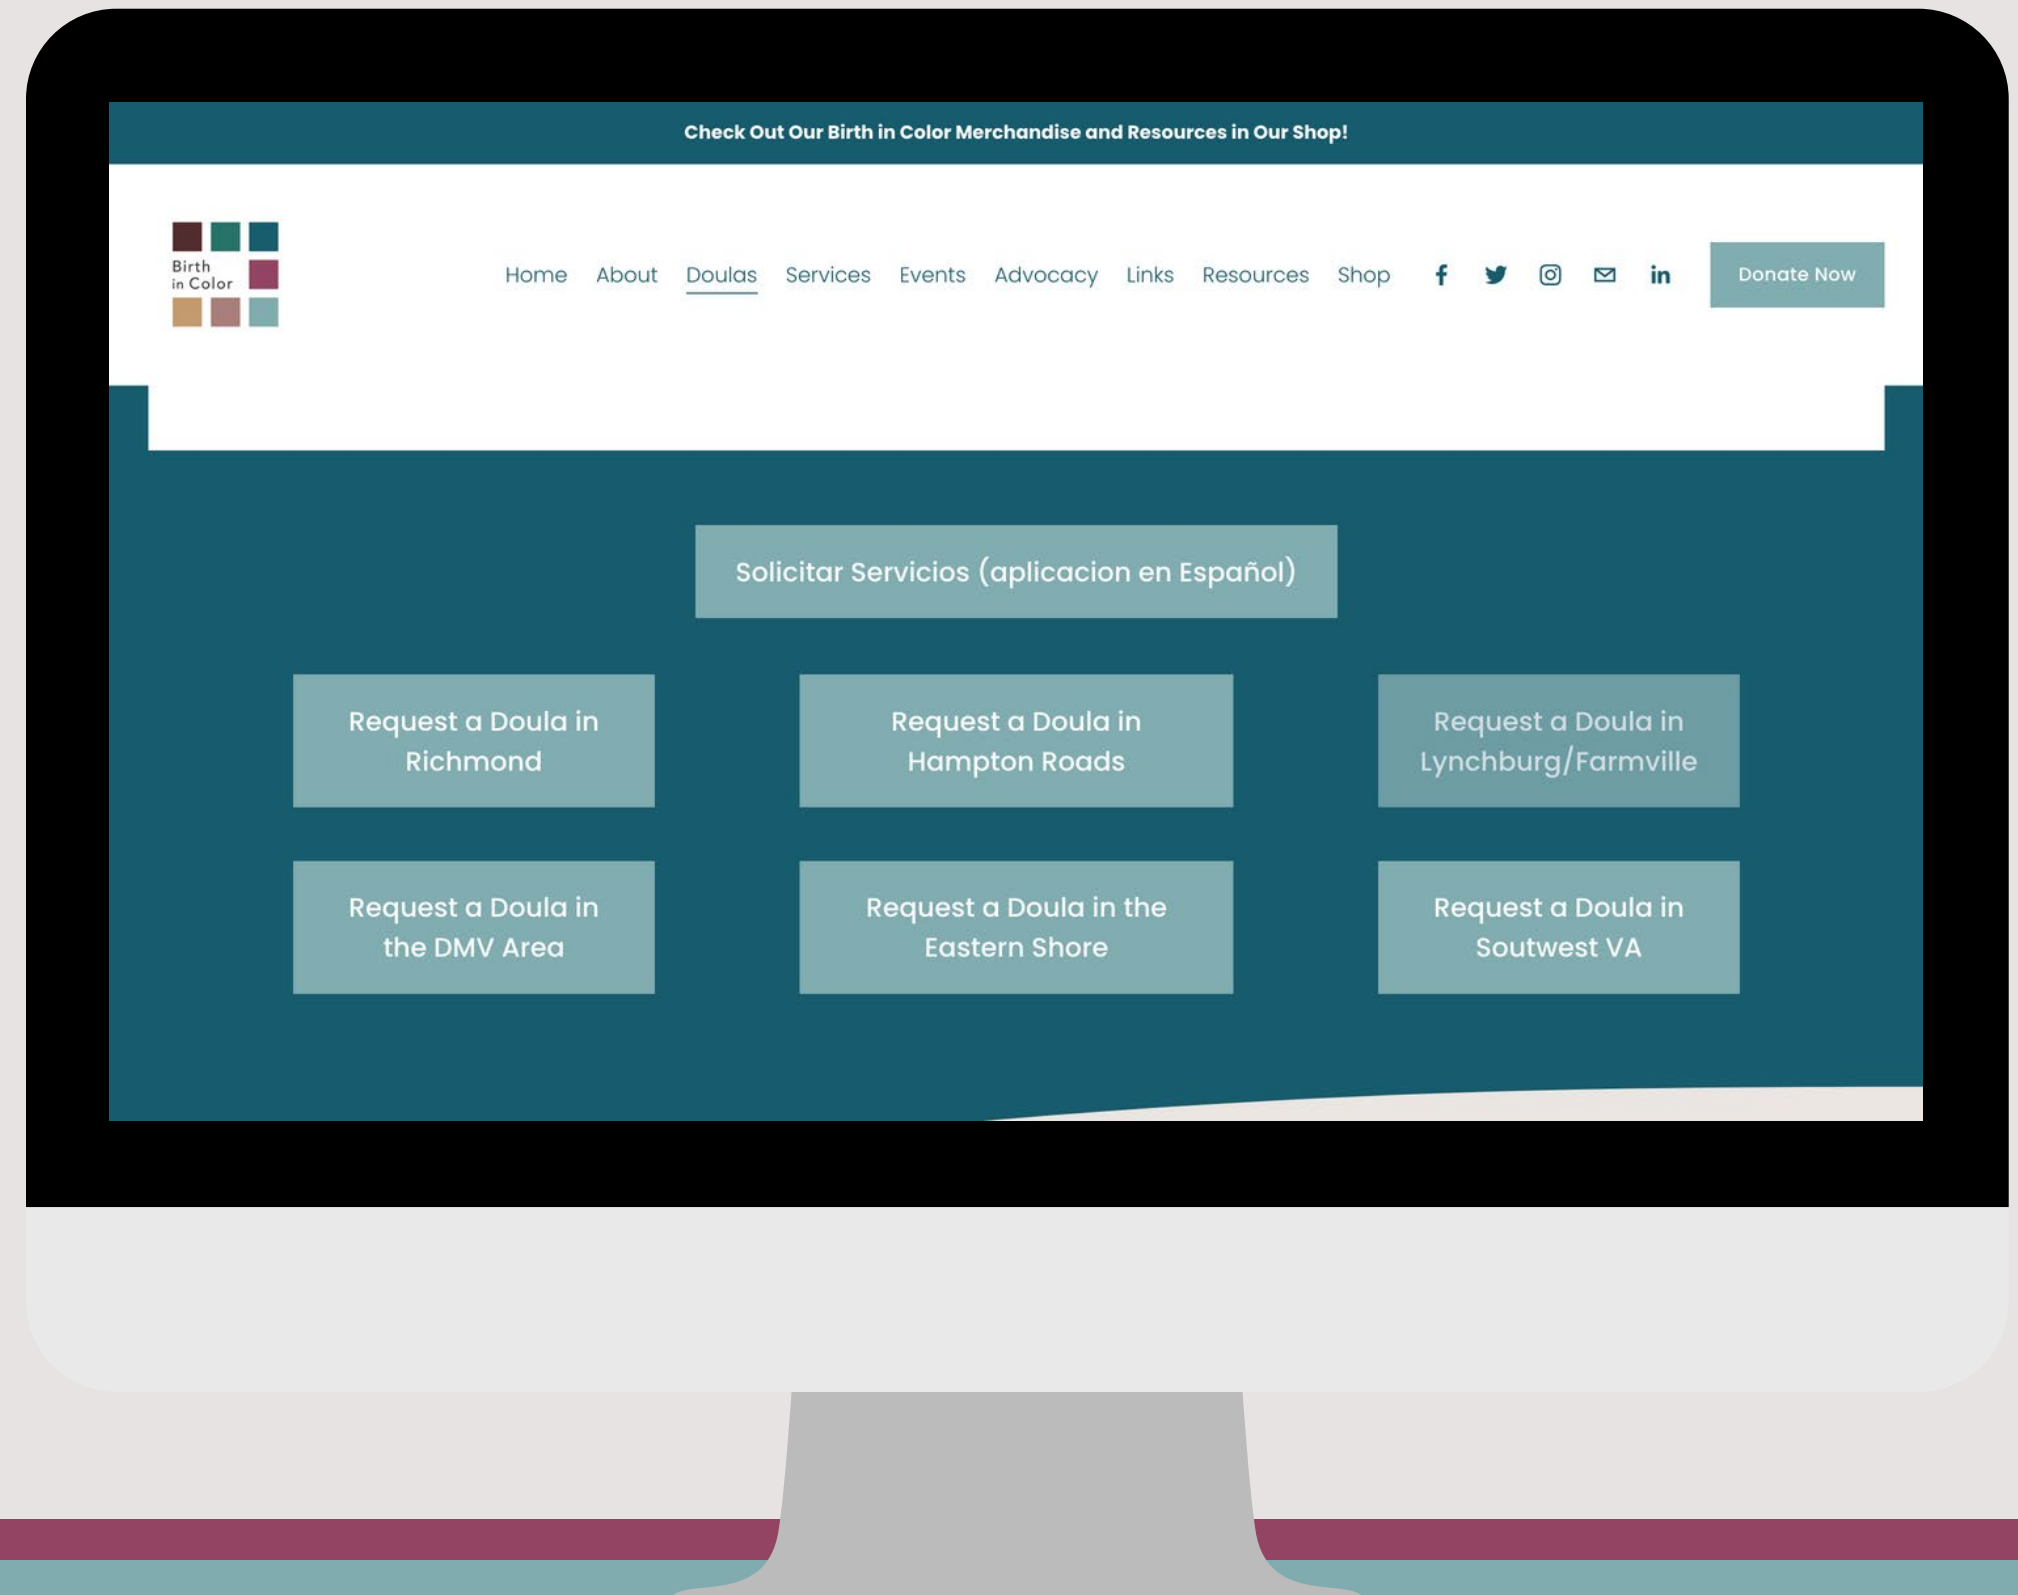 Check Out Our Birth in Color Merchandise and Resources in Our Shop!
Birth
in Color
Home About Doulas Services Events Advocacy Links Resources Shop Donate Now
Solicitar Servicios (aplicacion en Español)
Request a Doula in
Richmond
Request a Doula in
Hampton Roads
Request a Doula in
Lynchburg/Farmville
Request a Doula in
the DMV Area
Request a Doula in the
Eastern Shore
Request a Doula in
Soutwest VA